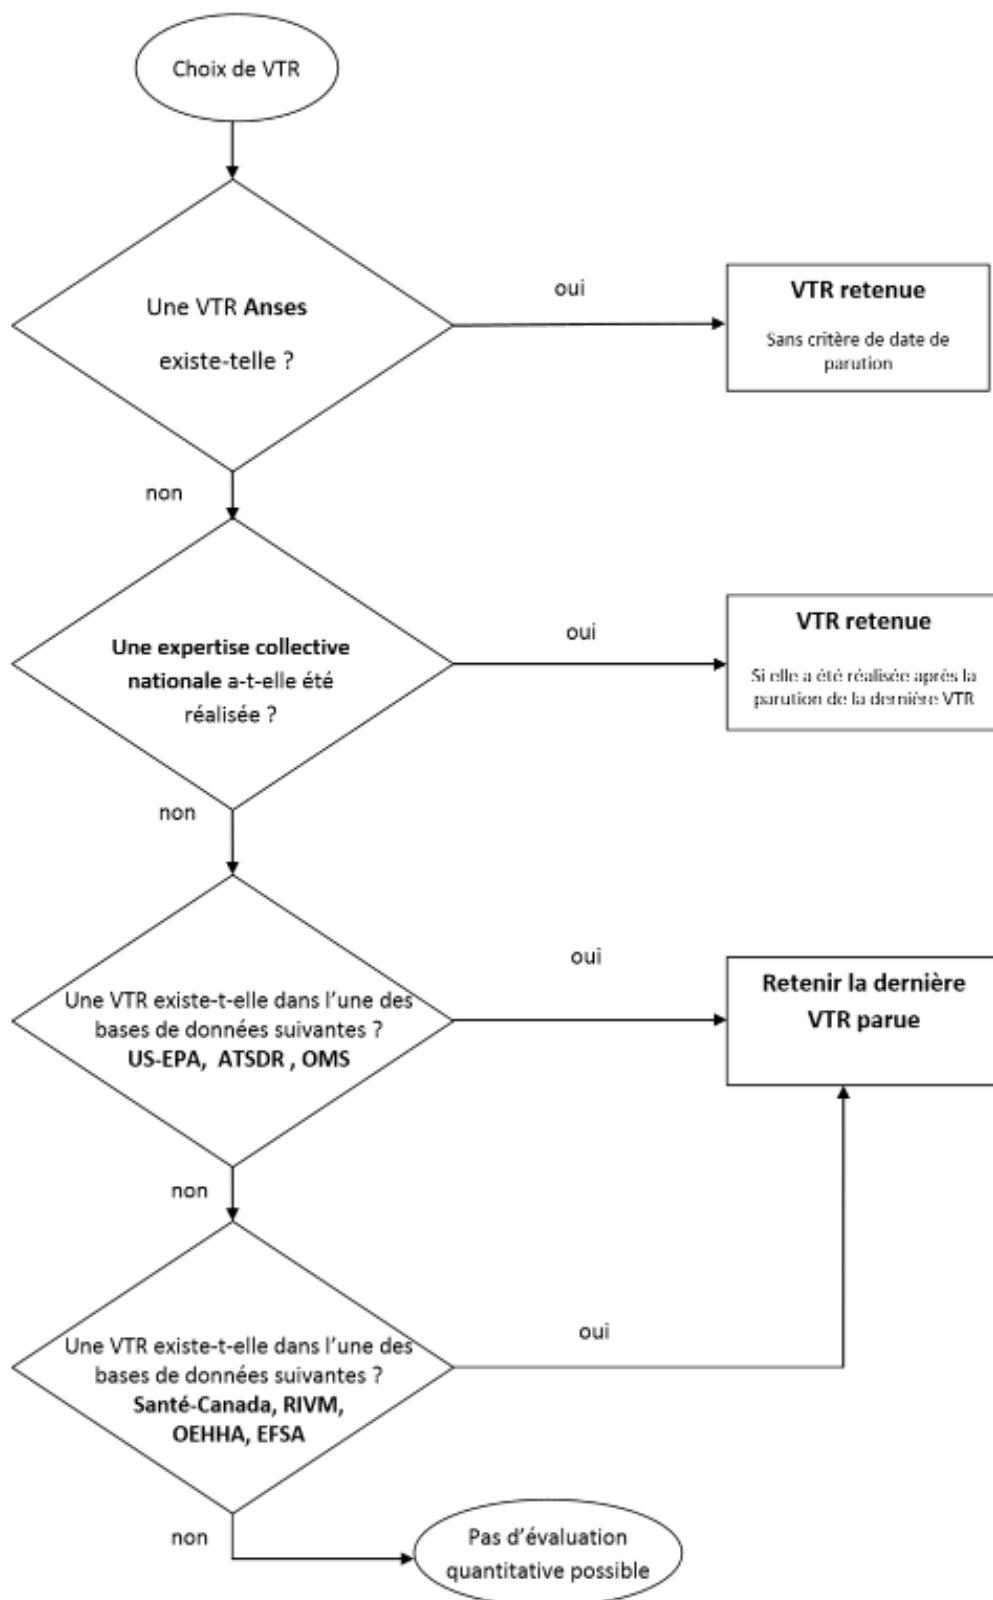 Choix de VTR
Une VTR Anses
existe-telle ?
oui
VTR retenue
Sans critère de date de
parution
non
Une expertise collective
nationale a-t-elle été
réalisée ?
oui
VTR retenue
Si elle a été réalisée après la
parution de la dernière VTR
non
Une VTR existe-t-elle dans l'une des
bases de données suivantes ?
US-EPA, ATSDR , OMS
oui
Retenir la dernière
VTR parue
non
Une VTR existe-t-elle dans l'une des
bases de données suivantes ?
Santé-Canada, RIVM,
OEHHA, EFSA
oui
non
Pas d'évaluation
quantitative possible